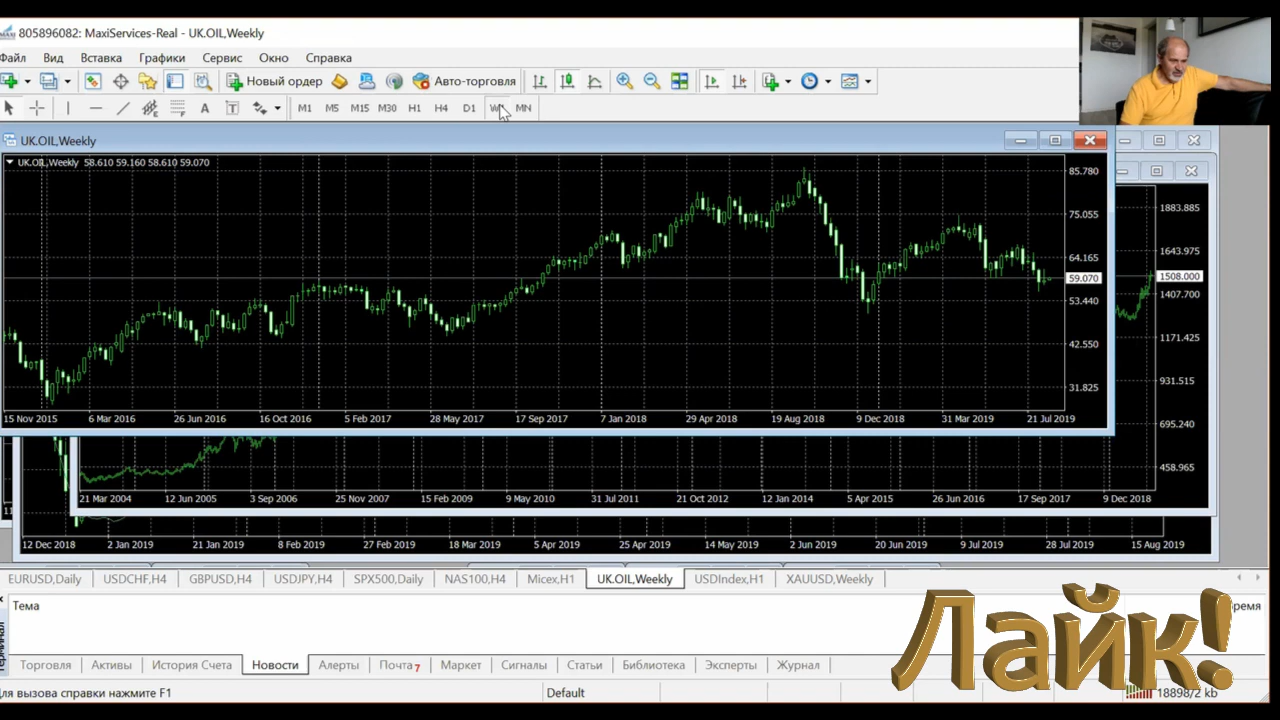 805896082: MaxiServices-Real - UK.OIL,Weekly
Файл Вид Вставка Графики Сервис Окно Справка
Новый ордер Авто-торговля
A T M1 M5 M15 M30 H1 H4 D1 MN
UK.OIL,Weekly
UK.OIL,Weekly 58.610 59.160 58.610 59.070
85.780
75.055
64.165
59.070
53.440
42.550
31.825
15 Nov 2015 6 Mar 2016 26 Jun 2016 16 Oct 2016 5 Feb 2017 28 May 2017 17 Sep 2017 7 Jan 2018 29 Apr 2018 19 Aug 2018 9 Dec 2018 31 Mar 2019 21 Jul 2019
1883.885
1643.975
1508.000
1407.700
1171.425
931.515
695.240
458.965
21 Mar 2004 12 Jun 2005 3 Sep 2006 25 Nov 2007 15 Feb 2009 9 May 2010 31 Jul 2011 21 Oct 2012 12 Jan 2014 5 Apr 2015 26 Jun 2016 17 Sep 2017 9 Dec 2018
12 Dec 2018 2 Jan 2019 21 Jan 2019 8 Feb 2019 27 Feb 2019 18 Mar 2019 5 Apr 2019 25 Apr 2019 14 May 2019 2 Jun 2019 20 Jun 2019 9 Jul 2019 28 Jul 2019 15 Aug 2019
EURUSD,Daily USDCHF,H4 GBPUSD,H4 USDJPY,H4 SPX500,Daily NAS100,H4 Micex,H1 UK.OIL,Weekly USDIndex,H1 XAUUSD,Weekly
Тема
Лайк!
Торговля Активы История Счета Новости Алерты Почта 7 Маркет Сигналы Статьи Библиотека Эксперты Журнал
Для вызова справки нажмите F1 Default 18898/2 kb